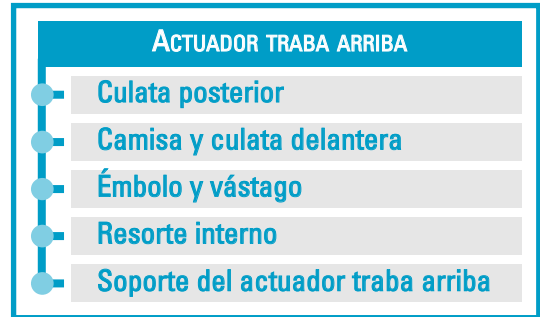 ACTUADOR TRABA ARRIBA
Culata posterior
Camisa y culata delantera
Émbolo y vástago
Resorte interno
Soporte del actuador traba arriba